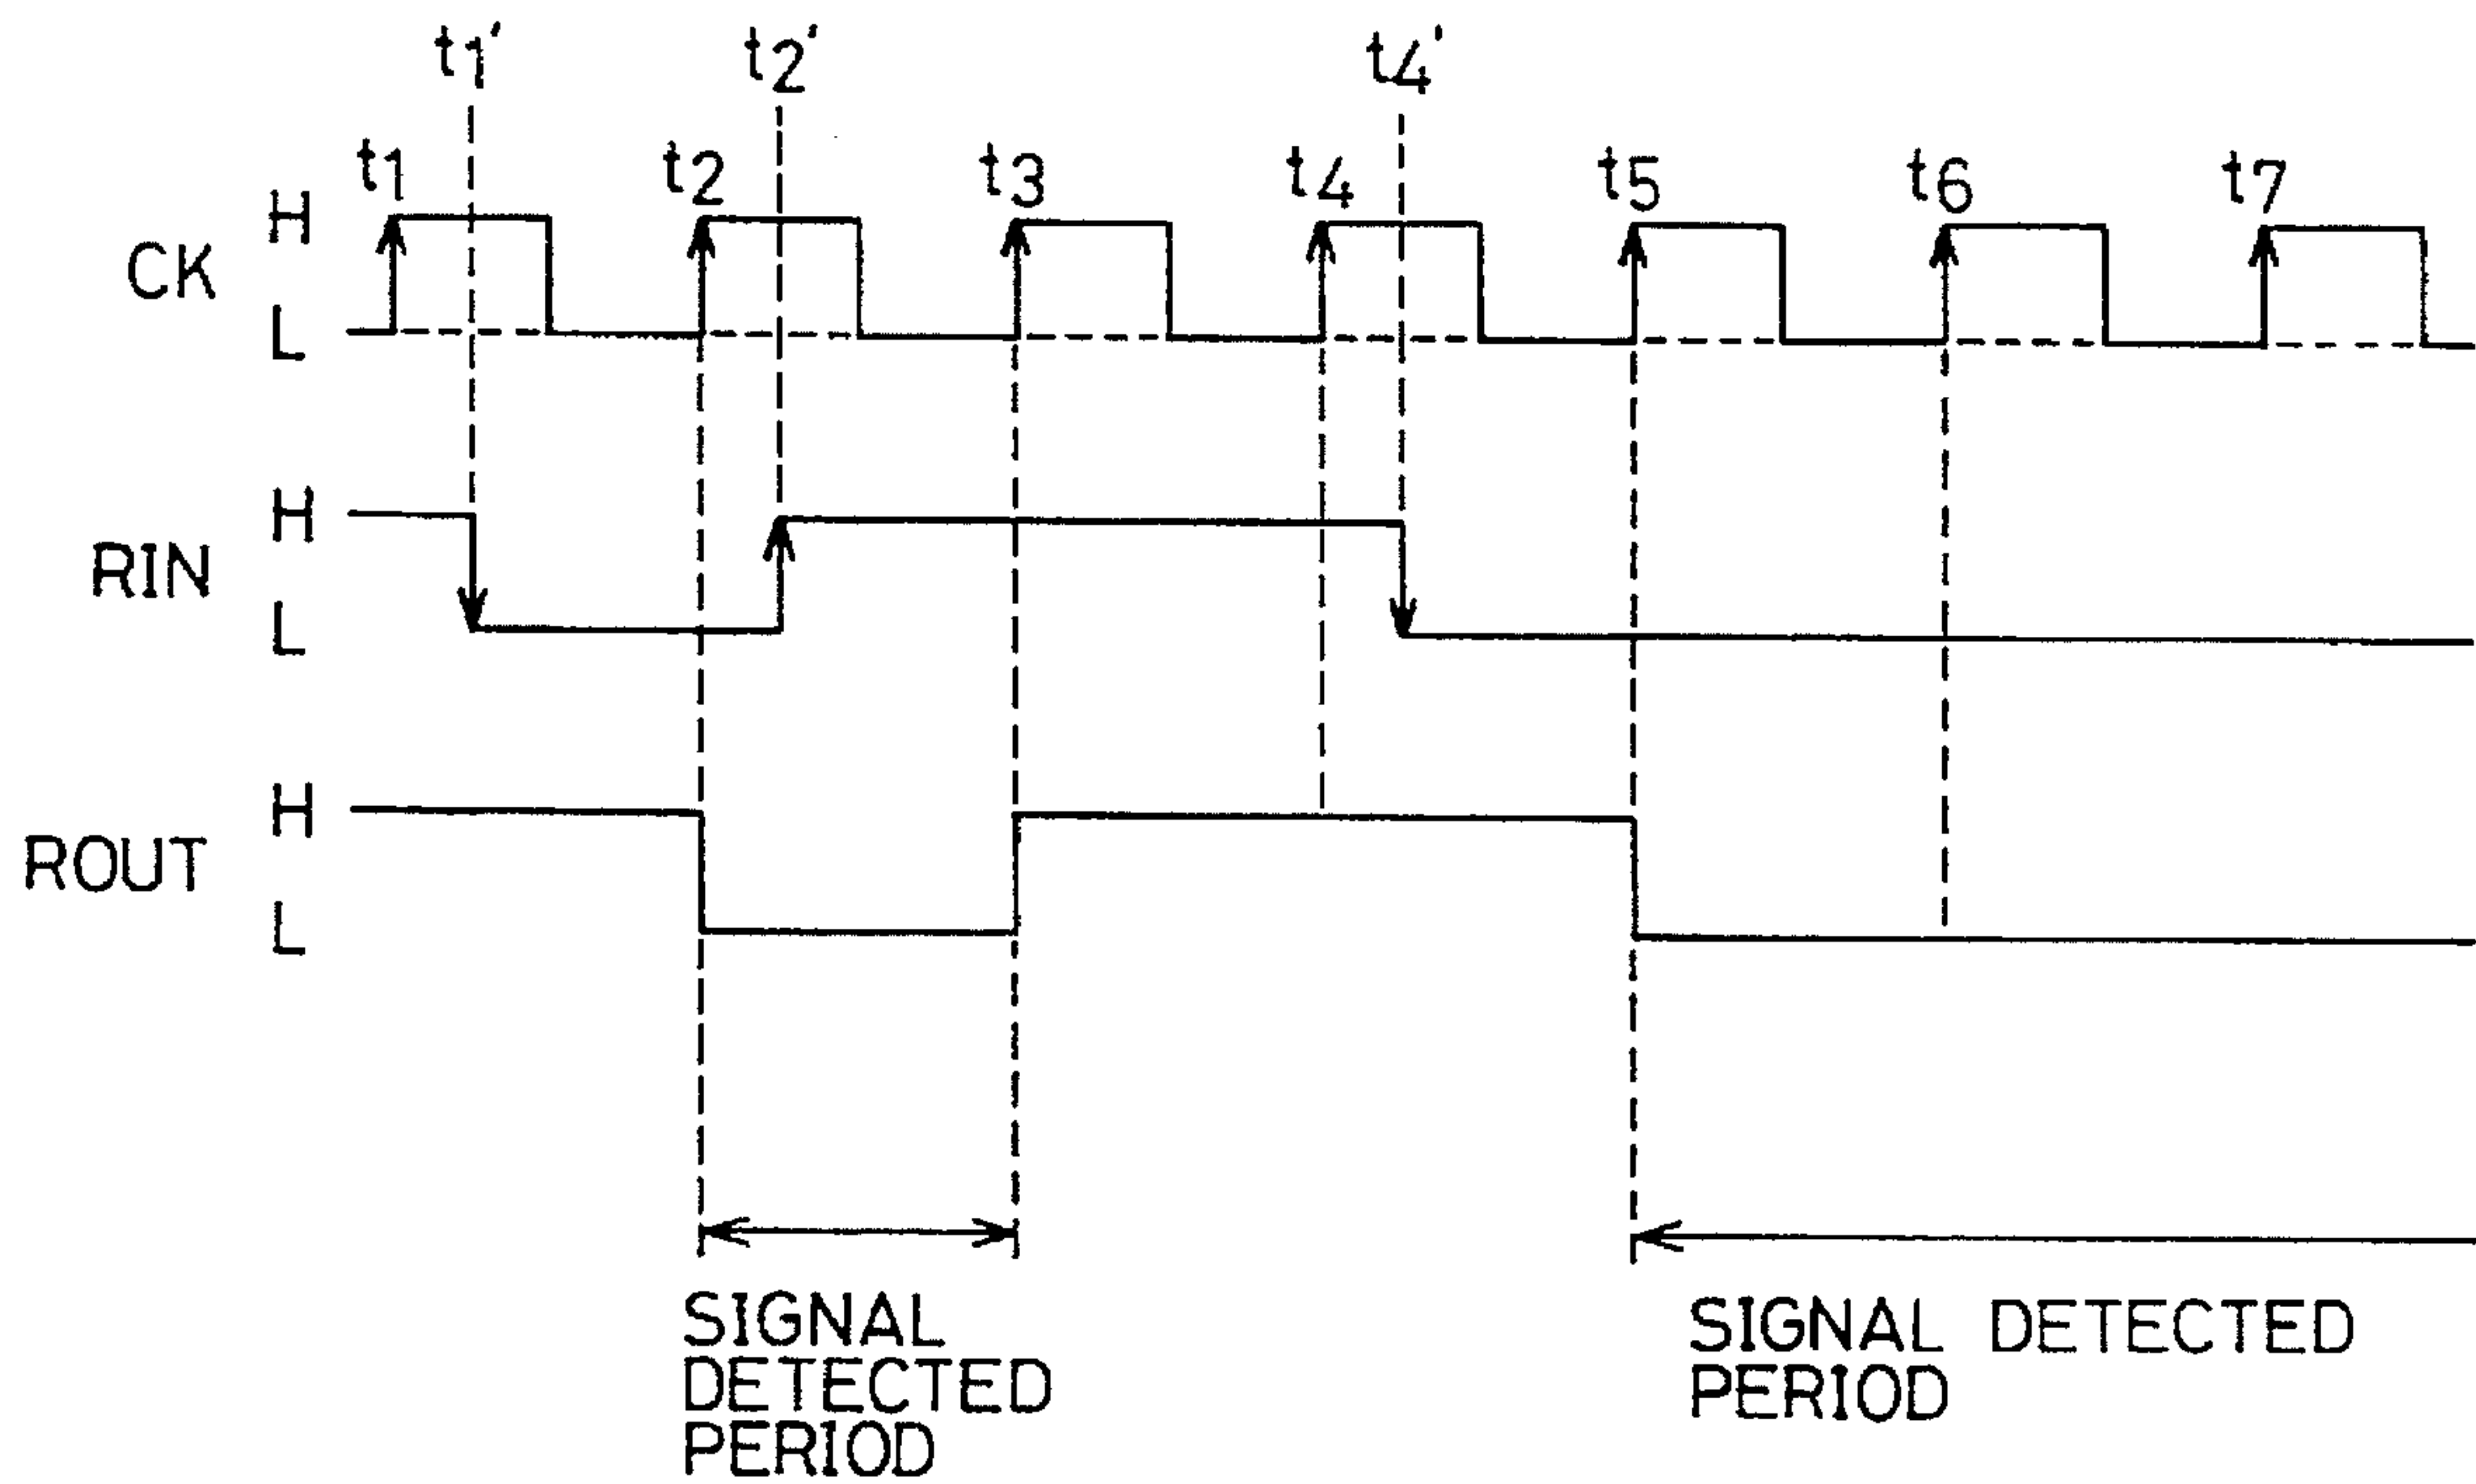 t1' t2' t4'
t1 t2 t3 t4 t5 t6 t7
H
CK
L
H
RIN
L
H
ROUT
L
SIGNAL
DETECTED
PERIOD
SIGNAL DETECTED
PERIOD